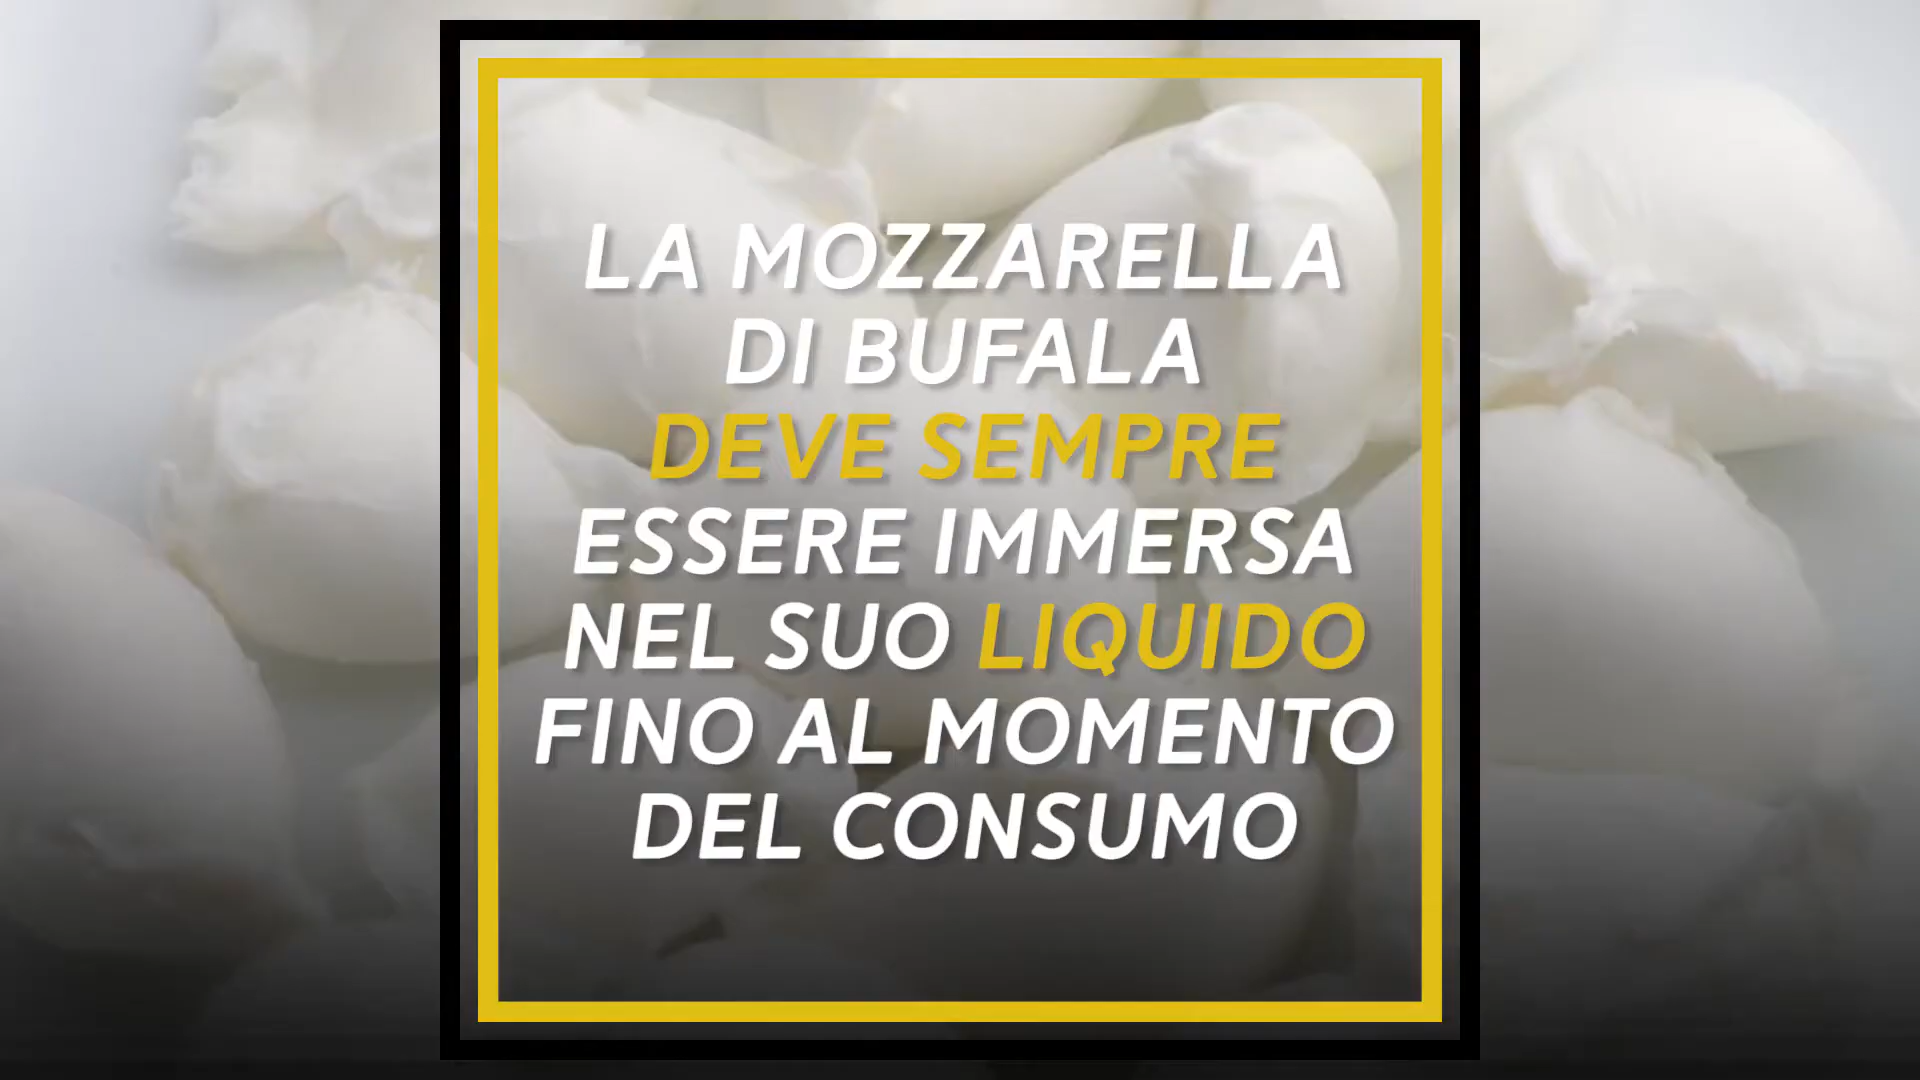 LA MOZZARELLA
DI BUFALA
DEVE SEMPRE
ESSERE IMMERSA
NEL SUO LIQUIDO
FINO AL MOMENTO
DEL CONSUMO